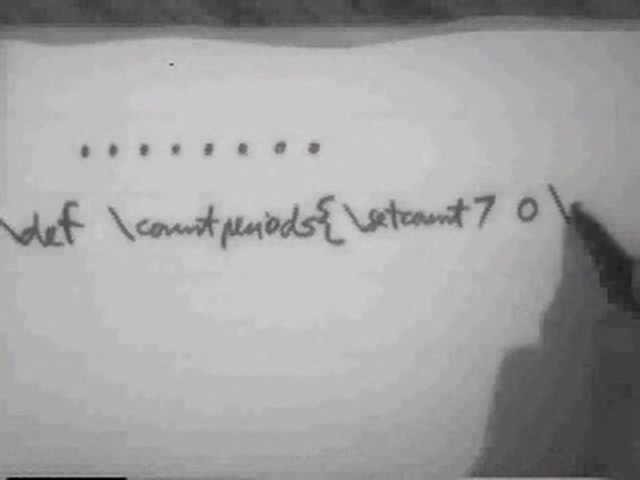 ........
\def \countperiods{\setcount7 0 \